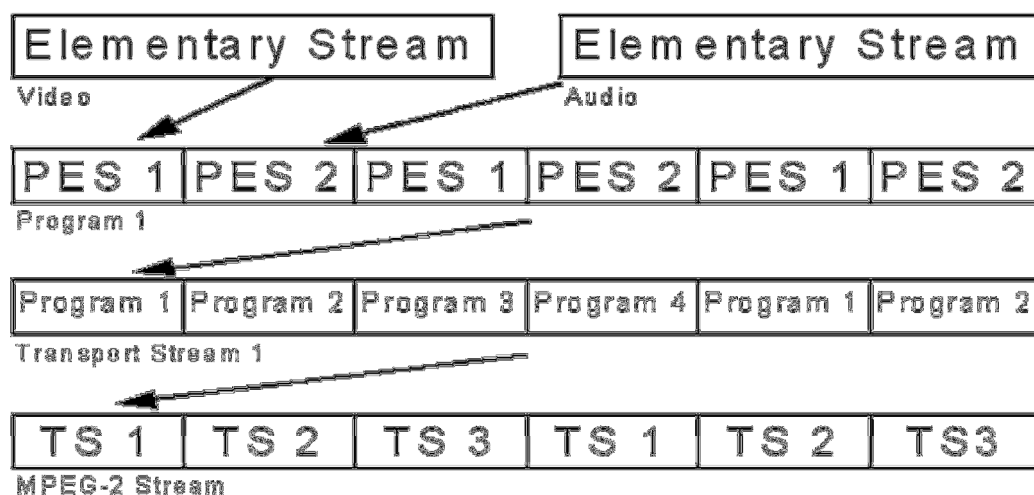 Elementary Stream Elementary Stream
Video Audio
PES 1 PES 2 PES 1 PES 2 PES 1 PES 2
Program 1
Program 1 Program 2 Program 3 Program 4 Program 1 Program 2
Transport Stream 1
TS 1 TS 2 TS 3 TS 1 TS 2 TS3
MPEG-2 Stream